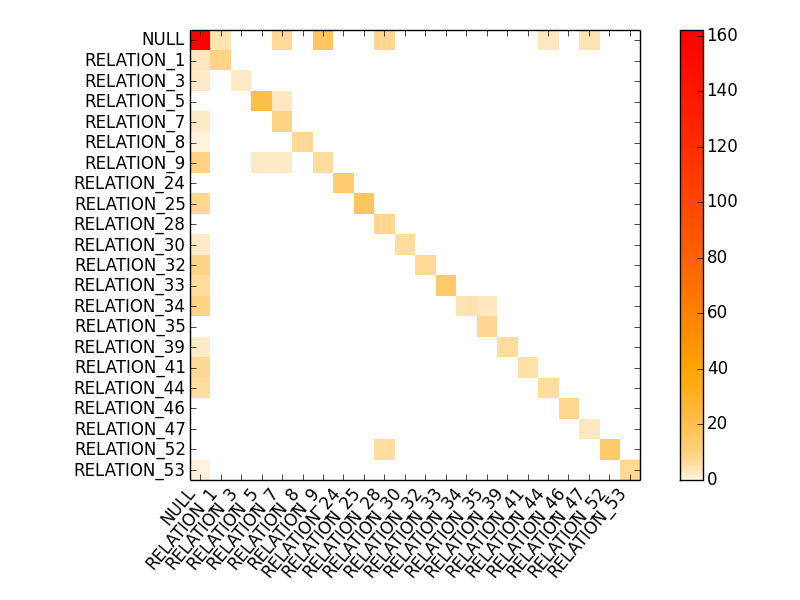 NULL
RELATION_1
RELATION_3
RELATION_5
RELATION_7
RELATION_8
RELATION_9
RELATION_24
RELATION_25
RELATION_28
RELATION_30
RELATION_32
RELATION_33
RELATION_34
RELATION_35
RELATION_39
RELATION_41
RELATION_44
RELATION_46
RELATION_47
RELATION_52
RELATION_53
NULL
RELATION_1
RELATION_3
RELATION_5
RELATION_7
RELATION_8
RELATION_9
RELATION_24
RELATION_25
RELATION_28
RELATION_30
RELATION_32
RELATION_33
RELATION_34
RELATION_35
RELATION_39
RELATION_41
RELATION_44
RELATION_46
RELATION_47
RELATION_52
RELATION_53
160
140
120
100
80
60
40
20
0